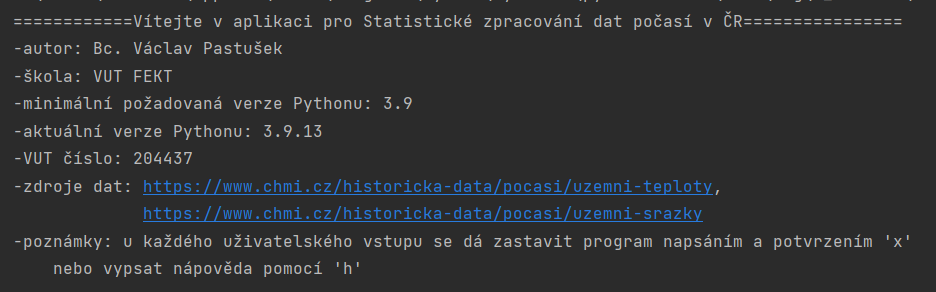 ============Vítejte v aplikaci pro Statistické zpracování dat počasí v ČR================
-autor: Bc. Václav Pastušek
-škola: VUT FEKT
-minimální požadovaná verze Pythonu: 3.9
-aktuální verze Pythonu: 3.9.13
-VUT číslo: 204437
-zdroje dat: https://www.chmi.cz/historicka-data/pocasi/uzemni-teploty,
https://www.chmi.cz/historicka-data/pocasi/uzemni-srazky
-poznámky: u každého uživatelského vstupu se dá zastavit program napsáním a potvrzením 'x'
nebo vypsat nápověda pomocí 'h'